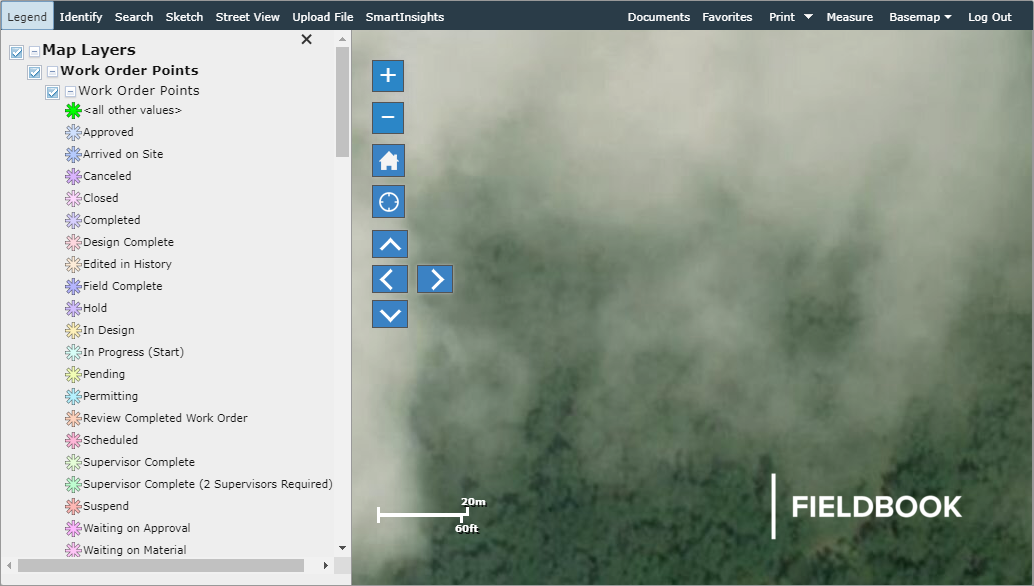 Legend Identify Search Sketch Street View Upload File SmartInsights Documents Favorites Print Measure Basemap Log Out
Map Layers
Work Order Points
Work Order Points
<all other values>
Approved
Arrived on Site
Canceled
Closed
Completed
Design Complete
Edited in History
Field Complete
Hold
In Design
In Progress (Start)
Pending
Permitting
Review Completed Work Order
Scheduled
Supervisor Complete
Supervisor Complete (2 Supervisors Required)
Suspend
Waiting on Approval
Waiting on Material
20m
60ft
FIELDBOOK